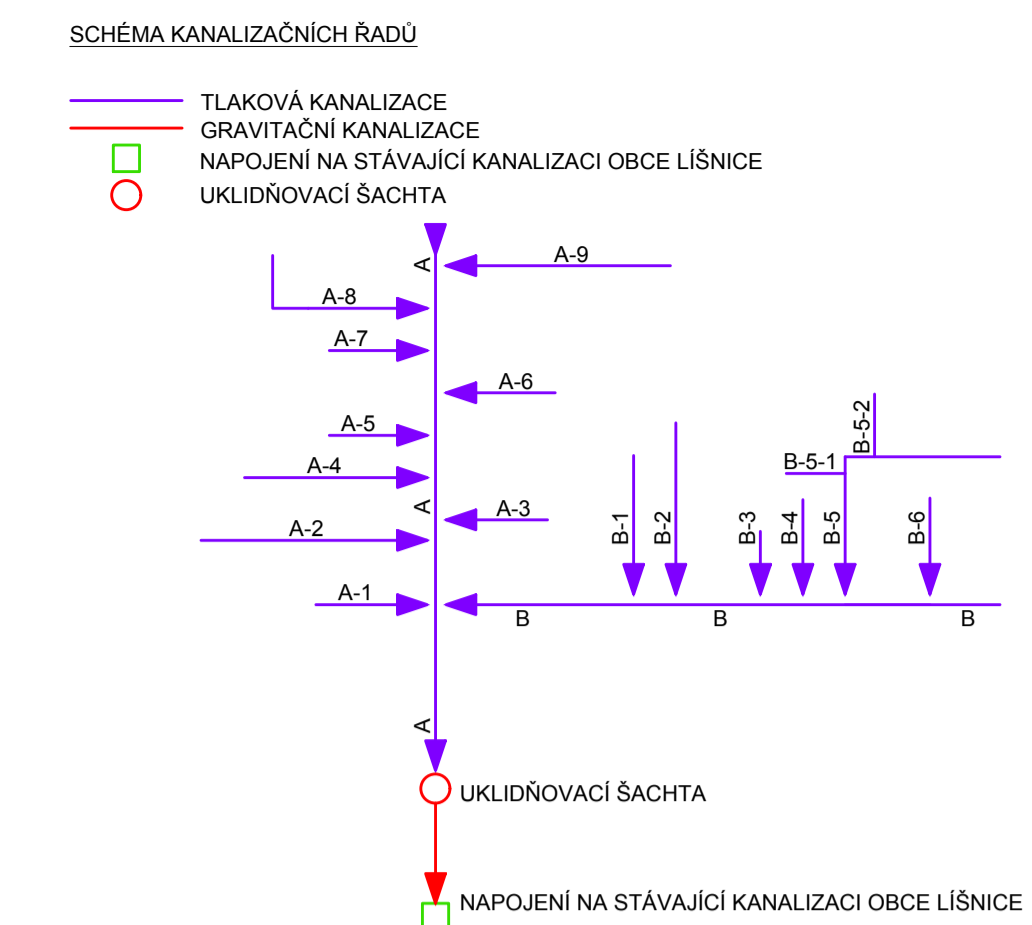 SCHÉMA KANALIZAČNÍCH ŘADŮ
TLAKOVÁ KANALIZACE
GRAVITAČNÍ KANALIZACE
NAPOJENÍ NA STÁVAJÍCÍ KANALIZACI OBCE LÍŠNICE
UKLIDŇOVACÍ ŠACHTA
A
A-9
A-8
A-7
A-6
A-5
A-4
A
A-3
A-2
A-1
B-5-2
B-5-1
B-1
B-2
B-3
B-4
B-5
B-6
B
B
B
A
UKLIDŇOVACÍ ŠACHTA
NAPOJENÍ NA STÁVAJÍCÍ KANALIZACI OBCE LÍŠNICE